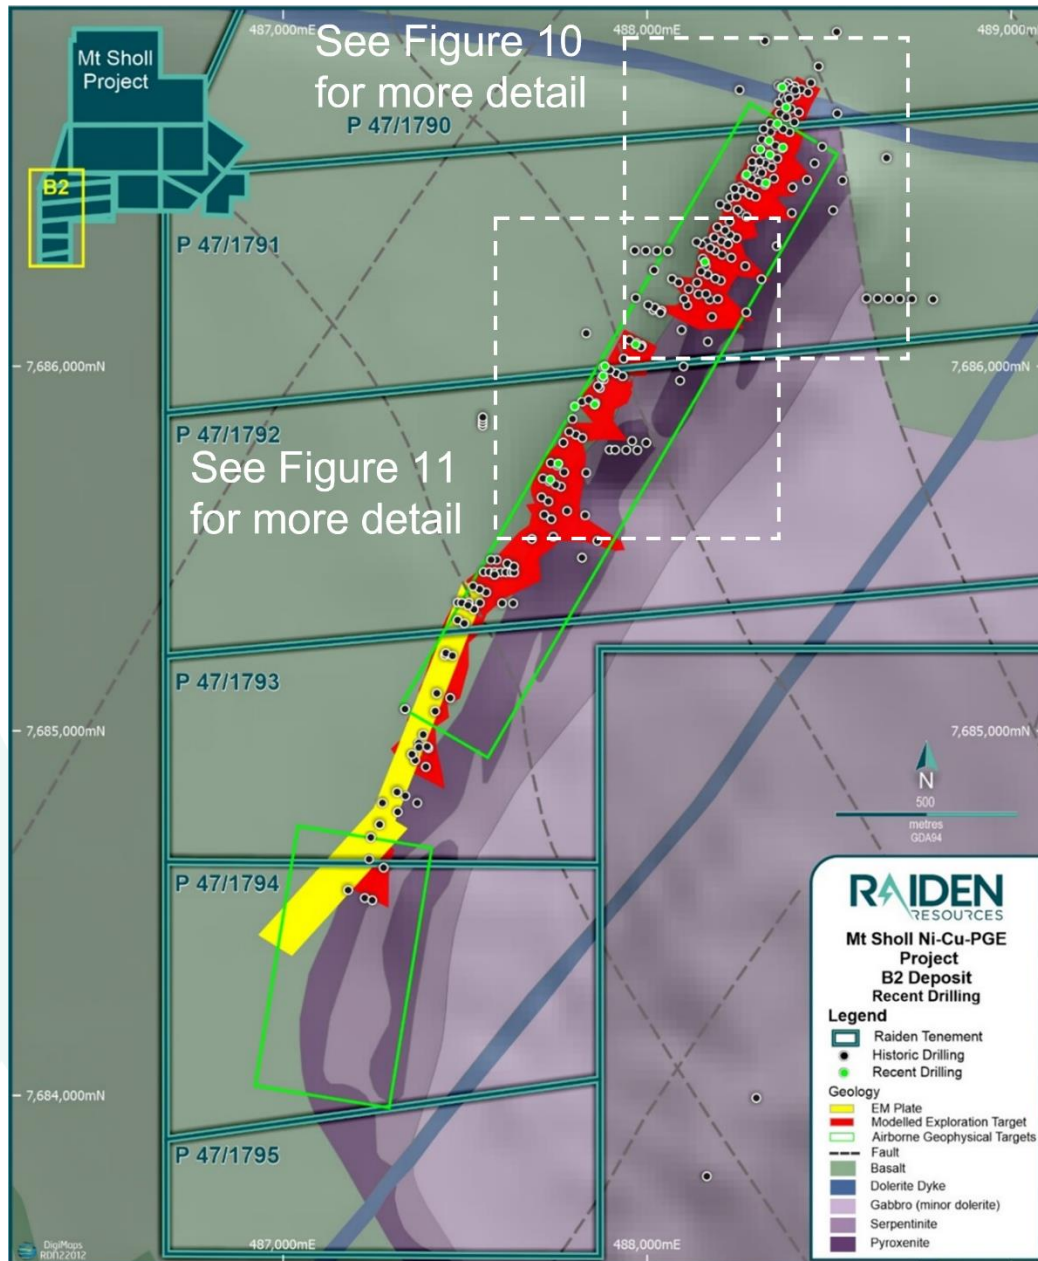 487,000mE
488,000mE
489,000mE
See Figure 10
for more detail
Mt Sholl
Project
B2
P 47/1790
P 47/1791
7,686,000mN
7,686,000mN
P 47/1792
See Figure 11
for more detail
P 47/1793
7,685,000mN
7,685,000mN
N
500
metres
GDA94
P 47/1794
RAIDEN
RESOURCES
Mt Sholl Ni-Cu-PGE
Project
B2 Deposit
Recent Drilling
Legend
Raiden Tenement
Historic Drilling
Recent Drilling
Geology
EM Plate
Modelled Exploration Target
Airborne Geophysical Targets
Fault
Basalt
Dolerite Dyke
Gabbro (minor dolerite)
Serpentinite
Pyroxenite
7,684,000mN
P 47/1795
DigiMaps
RDN22012
487,000mE
488,000mE